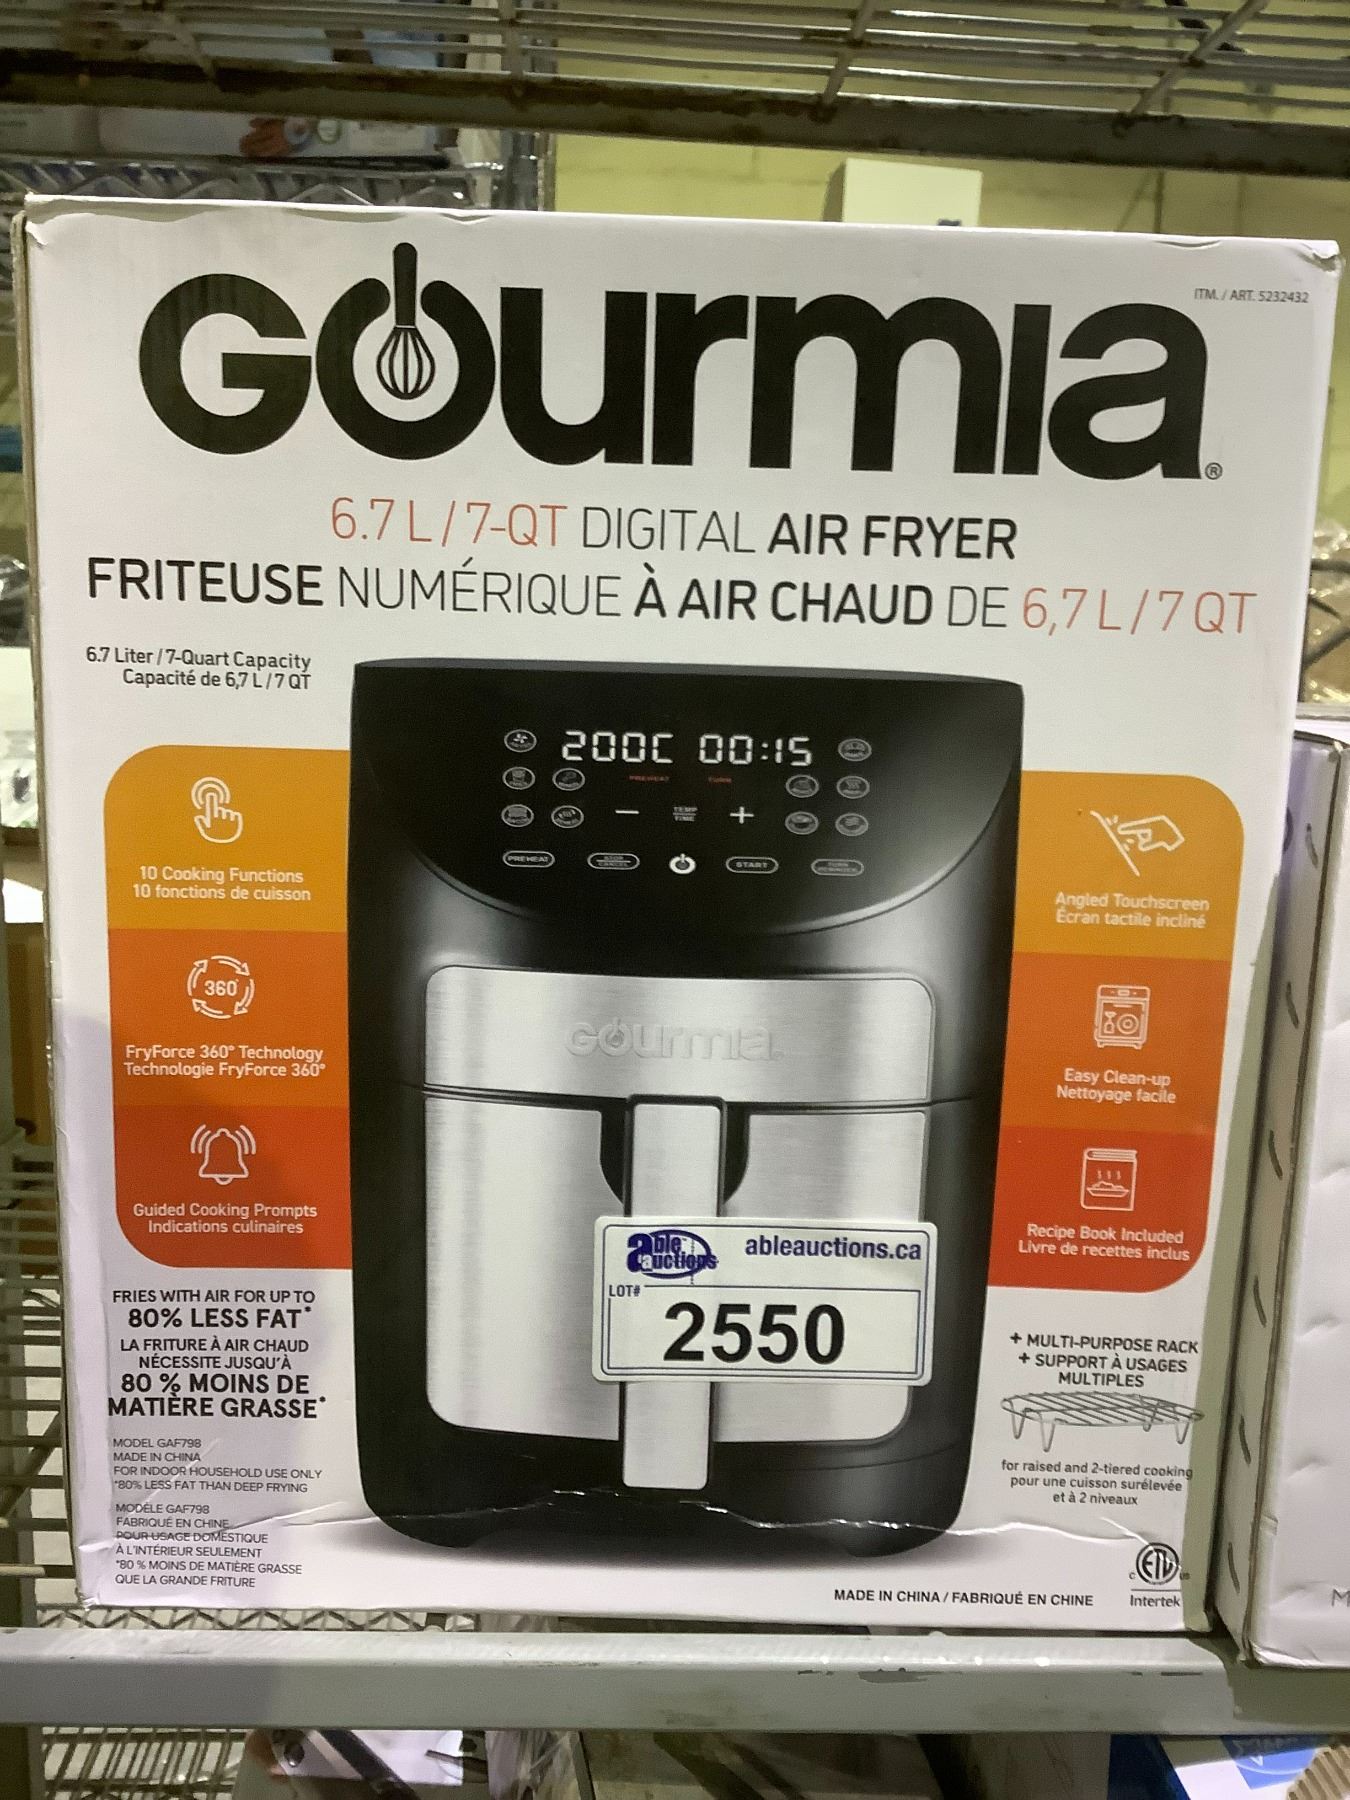 GOurmia®
ITM. / ART. 5232432
6.7 L / 7-QT DIGITAL AIR FRYER
FRITEUSE NUMÉRIQUE À AIR CHAUD DE 6,7 L / 7 QT
6.7 Liter / 7-Quart Capacity
Capacité de 6,7 L / 7 QT
200C 00:15
PREHEAT TURN
TEMP
TIME
PREHEAT
START
10 Cooking Functions
10 fonctions de cuisson
360°
FryForce 360° Technology
Technologie FryForce 360°
Guided Cooking Prompts
Indications culinaires
Angled Touchscreen
Écran tactile incliné
Easy Clean-up
Nettoyage facile
Recipe Book Included
Livre de recettes inclus
GOurmia
able auctions
ableauctions.ca
LOT#
2550
FRIES WITH AIR FOR UP TO
80% LESS FAT*
LA FRITURE À AIR CHAUD
NÉCESSITE JUSQU'À
80 % MOINS DE
MATIÈRE GRASSE*
MODEL GAF798
MADE IN CHINA
FOR INDOOR HOUSEHOLD USE ONLY
*80% LESS FAT THAN DEEP FRYING
MODÈLE GAF798
FABRIQUÉ EN CHINE
POUR USAGE DOMESTIQUE
À L'INTÉRIEUR SEULEMENT
*80 % MOINS DE MATIÈRE GRASSE
QUE LA GRANDE FRITURE
+ MULTI-PURPOSE RACK
+ SUPPORT À USAGES
MULTIPLES
for raised and 2-tiered cooking
pour une cuisson surélevée
et à 2 niveaux
C ETL US
Intertek
MADE IN CHINA / FABRIQUÉ EN CHINE